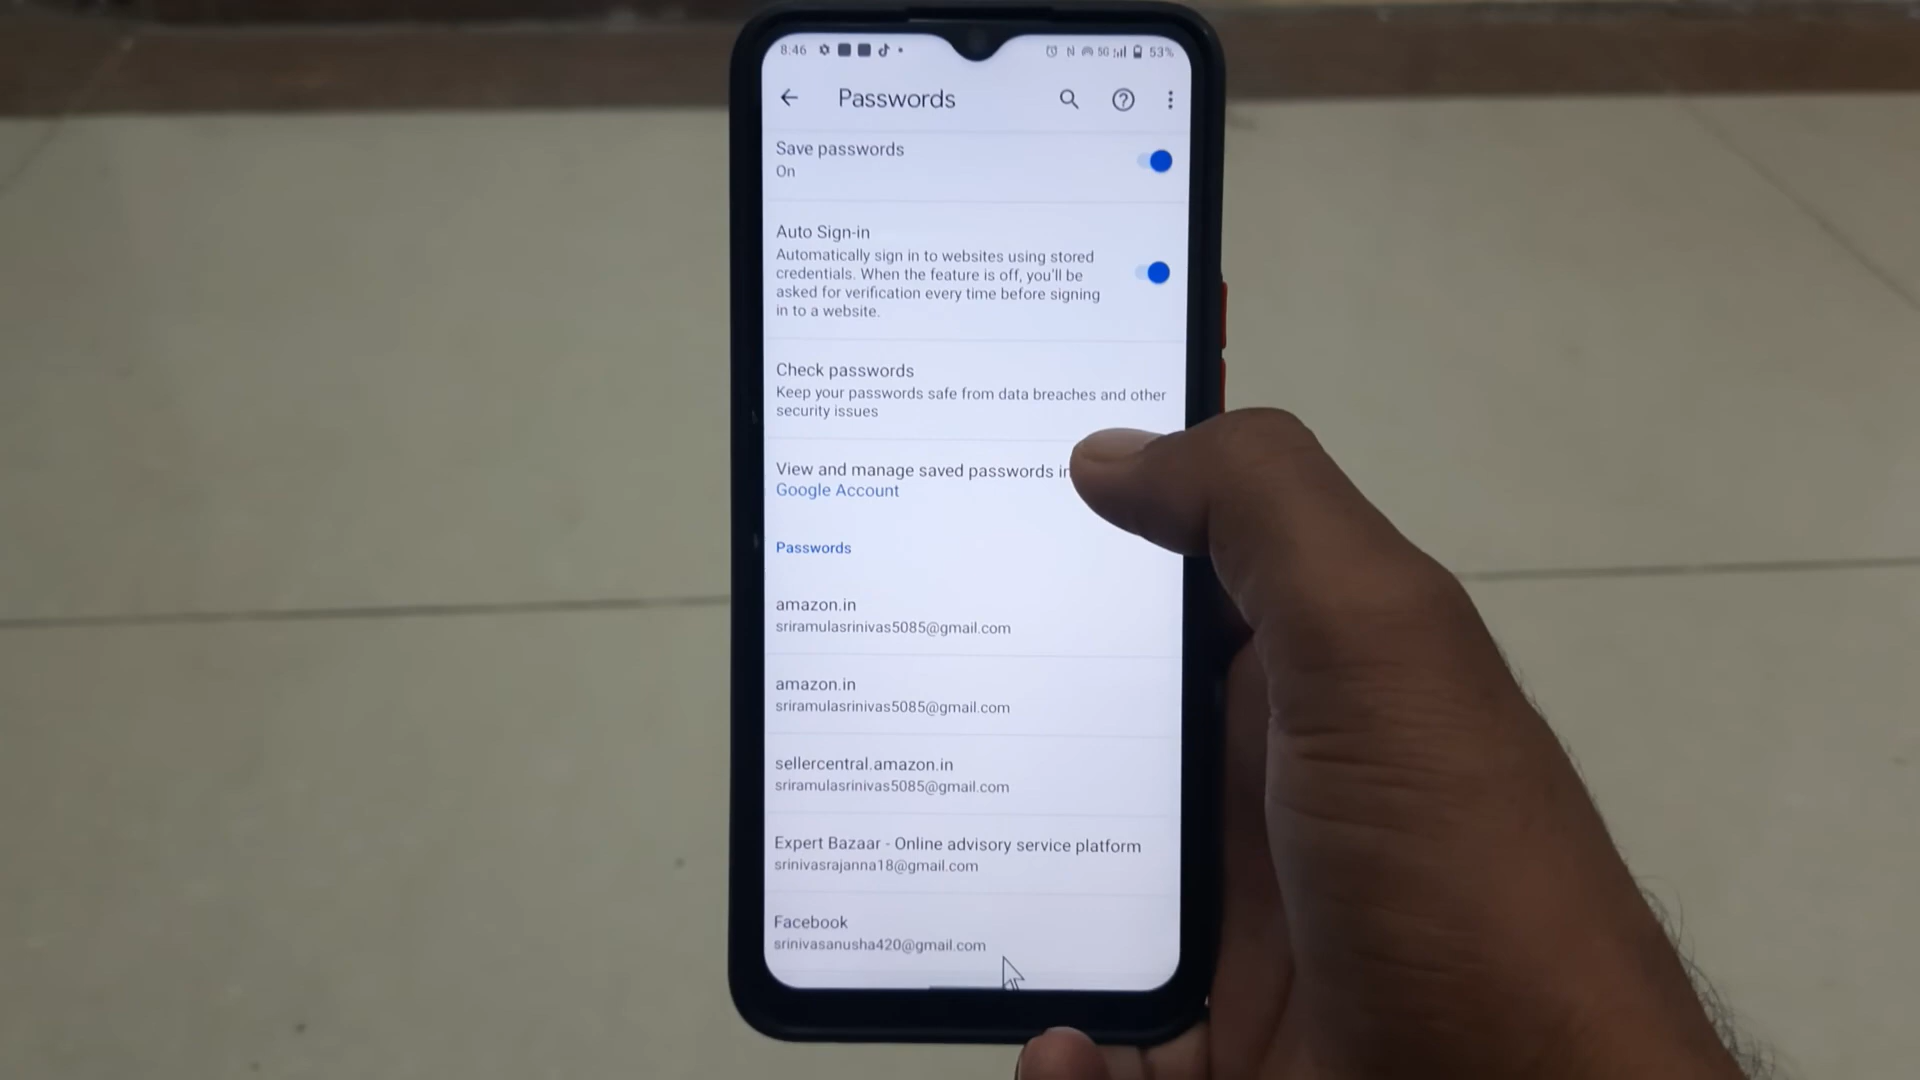 8:46 5G 53%
Passwords
Save passwords
On
Auto Sign-in
Automatically sign in to websites using stored
credentials. When the feature is off, you'll be
asked for verification every time before signing
in to a website.
Check passwords
Keep your passwords safe from data breaches and other
security issues
View and manage saved passwords in
Google Account
Passwords
amazon.in
sriramulasrinivas5085@gmail.com
amazon.in
sriramulasrinivas5085@gmail.com
sellercentral.amazon.in
sriramulasrinivas5085@gmail.com
Expert Bazaar - Online advisory service platform
srinivasrajanna18@gmail.com
Facebook
srinivasanusha420@gmail.com